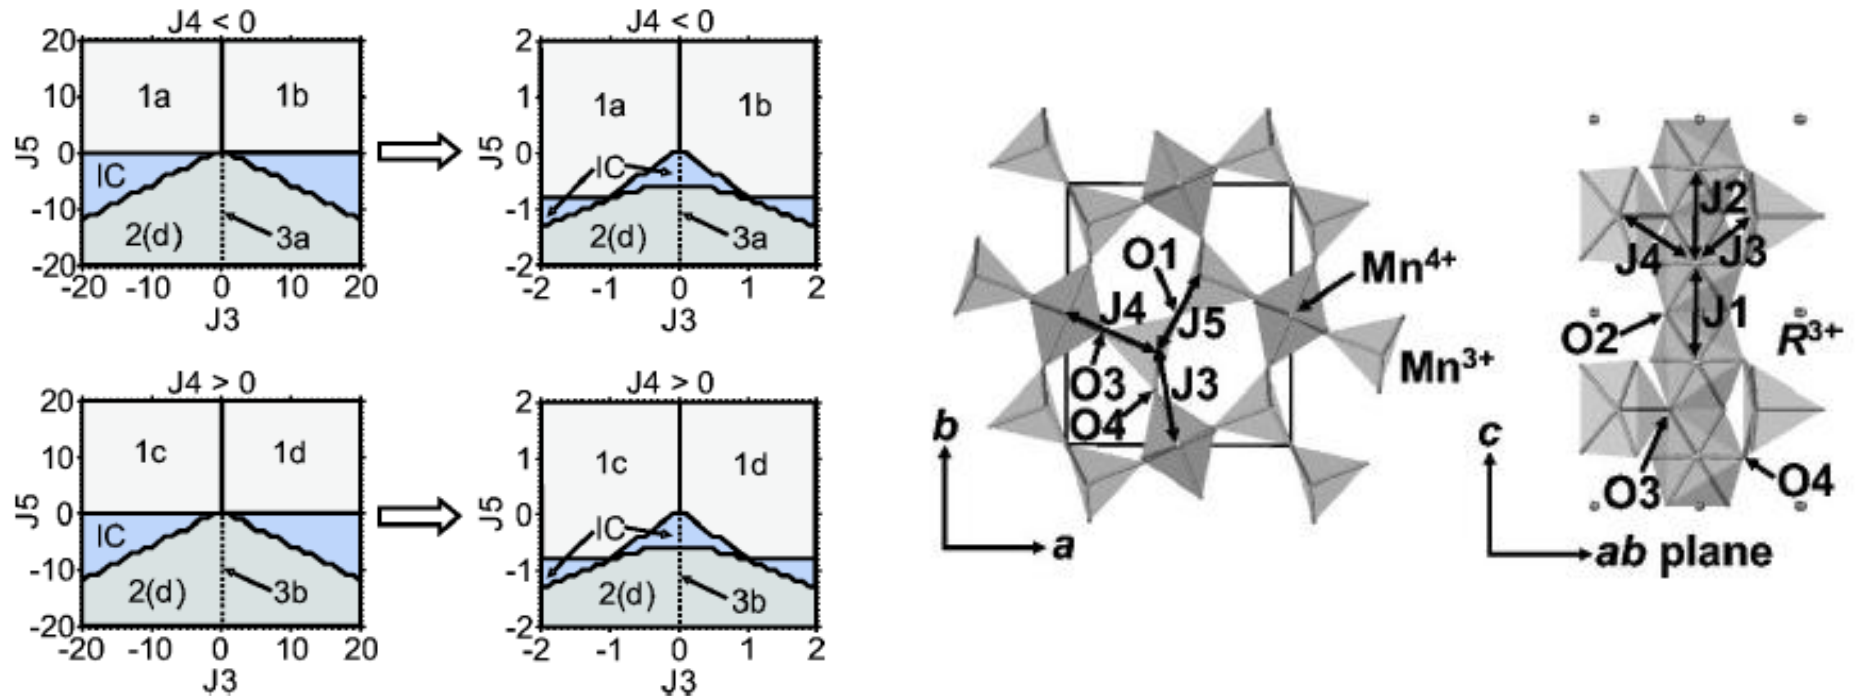 J4 < 0
20
10
0
-10
-20
J5
1a
1b
IC
2(d)
3a
-20 -10 0 10 20
J3
J4 < 0
2
1
0
-1
-2
J5
1a
1b
IC
2(d)
3a
-2 -1 0 1 2
J3
J4 > 0
20
10
0
-10
-20
J5
1c
1d
IC
2(d)
3b
-20 -10 0 10 20
J3
J4 > 0
2
1
0
-1
-2
J5
1c
1d
IC
2(d)
3b
-2 -1 0 1 2
J3
O1
Mn4+
J4
J5
Mn3+
O3
J3
O4
b
a
J2
J4
J3
J1
O2
R3+
c
O3
O4
ab plane